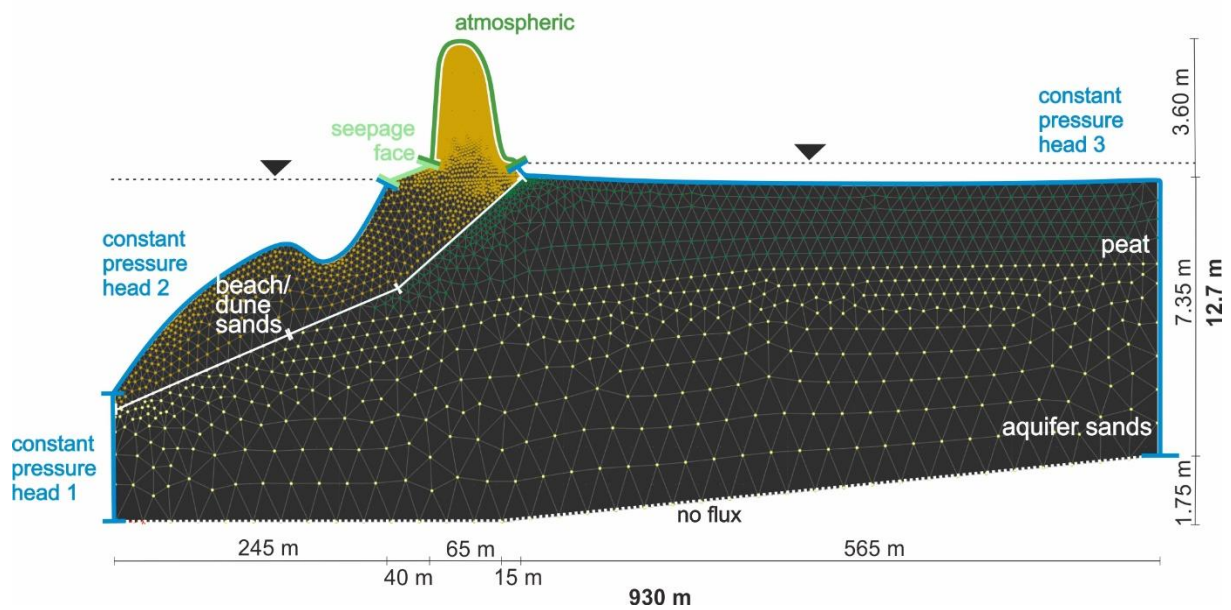 atmospheric
3.60 m
constant
pressure
head 3
seepage
face
constant
pressure
head 2
peat
beach/
dune
sands
7.35 m
12.7 m
aquifer sands
constant
pressure
head 1
1.75 m
no flux
245 m
65 m
565 m
40 m
15 m
930 m